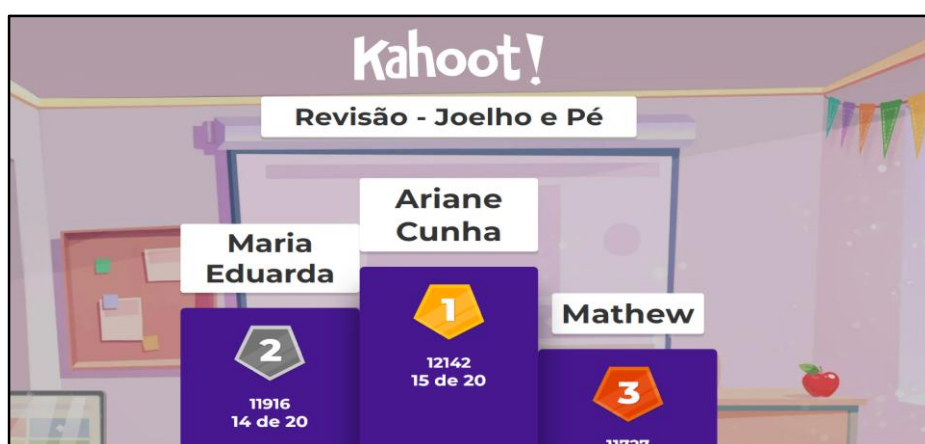 Kahoot!
Revisão - Joelho e Pé
Ariane
Cunha
1
12142
15 de 20
Maria
Eduarda
2
11916
14 de 20
Mathew
3